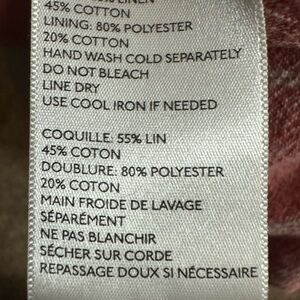 LINEN
45% COTTON
LINING: 80% POLYESTER
20% COTTON
HAND WASH COLD SEPARATELY
DO NOT BLEACH
LINE DRY
USE COOL IRON IF NEEDED
COQUILLE: 55% LIN
45% COTON
DOUBLURE: 80% POLYESTER
20% COTON
MAIN FROIDE DE LAVAGE
SÉPARÉMENT
NE PAS BLANCHIR
SÉCHER SUR CORDE
REPASSAGE DOUX SI NÉCESSAIRE